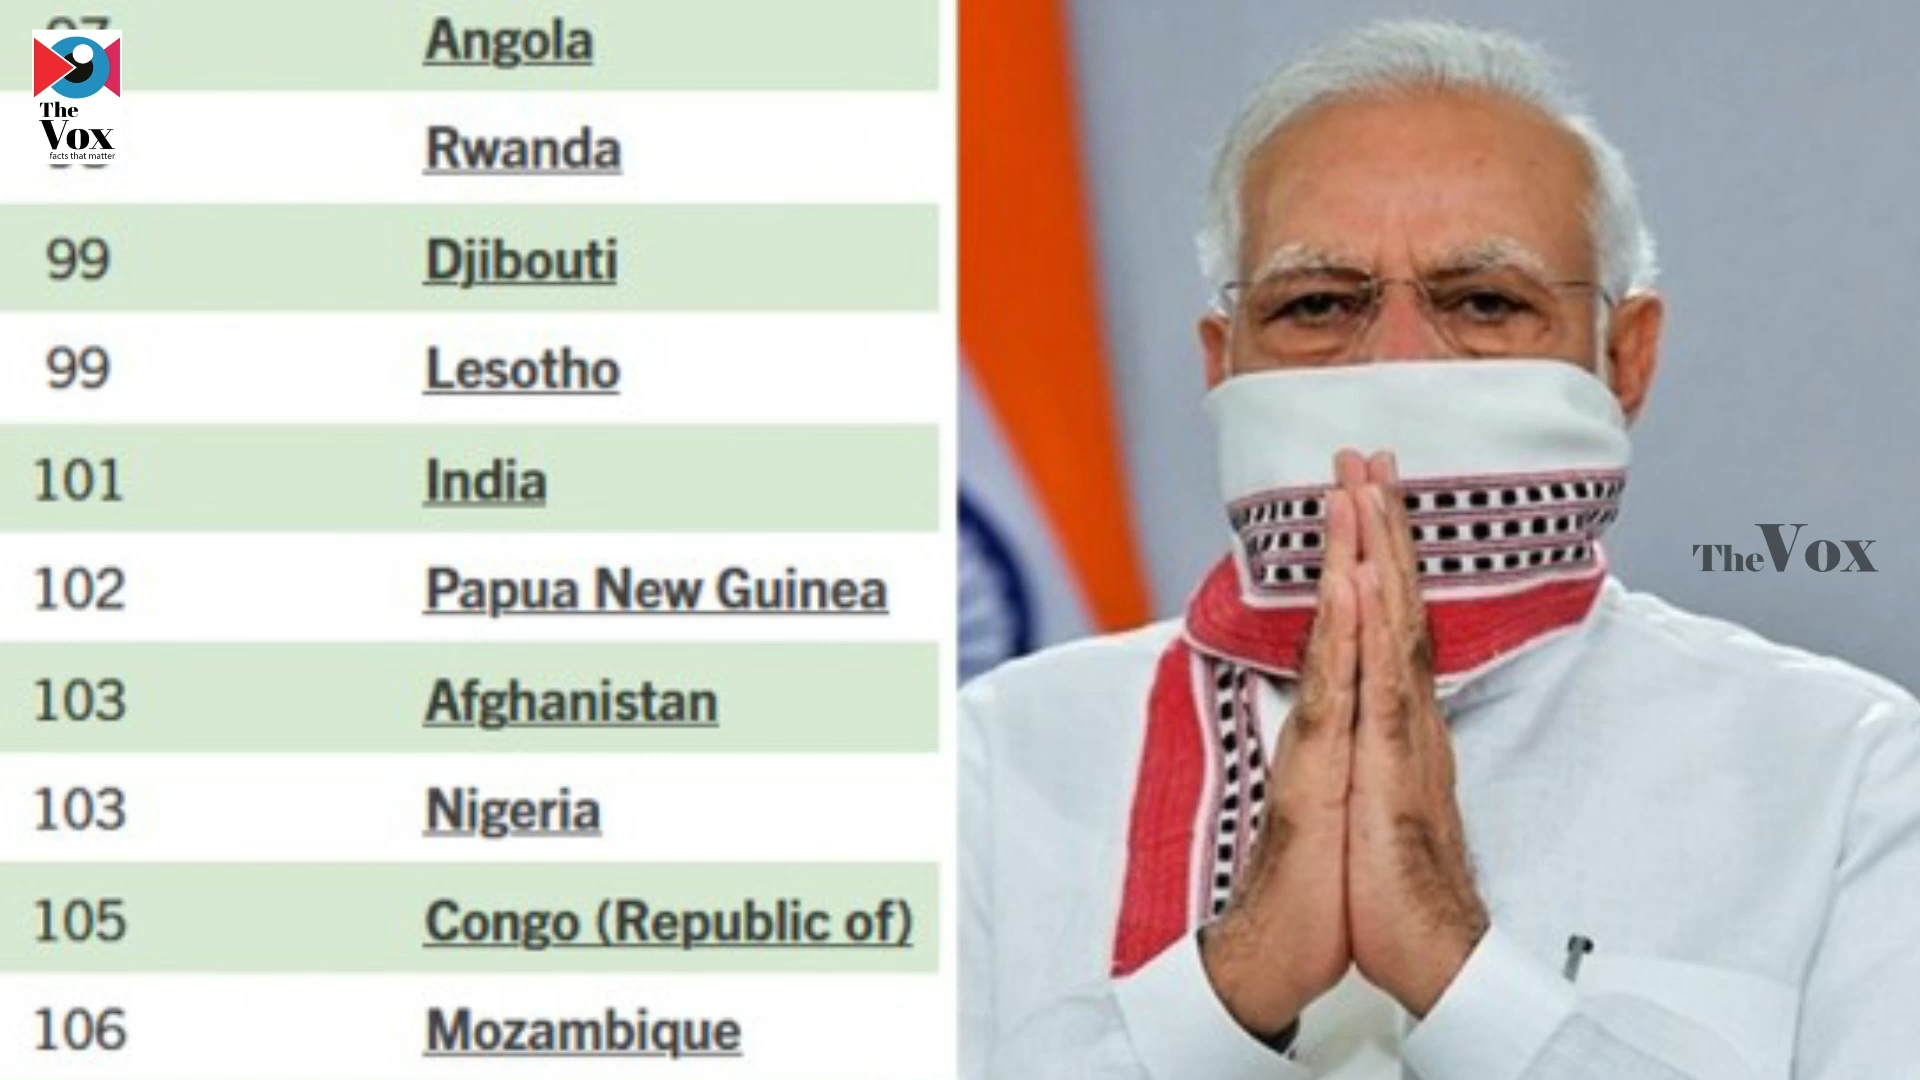 97 Angola
The
Vox
facts that matter
Rwanda
99 Djibouti
99 Lesotho
101 India
102 Papua New Guinea
TheVox
103 Afghanistan
103 Nigeria
105 Congo (Republic of)
106 Mozambique